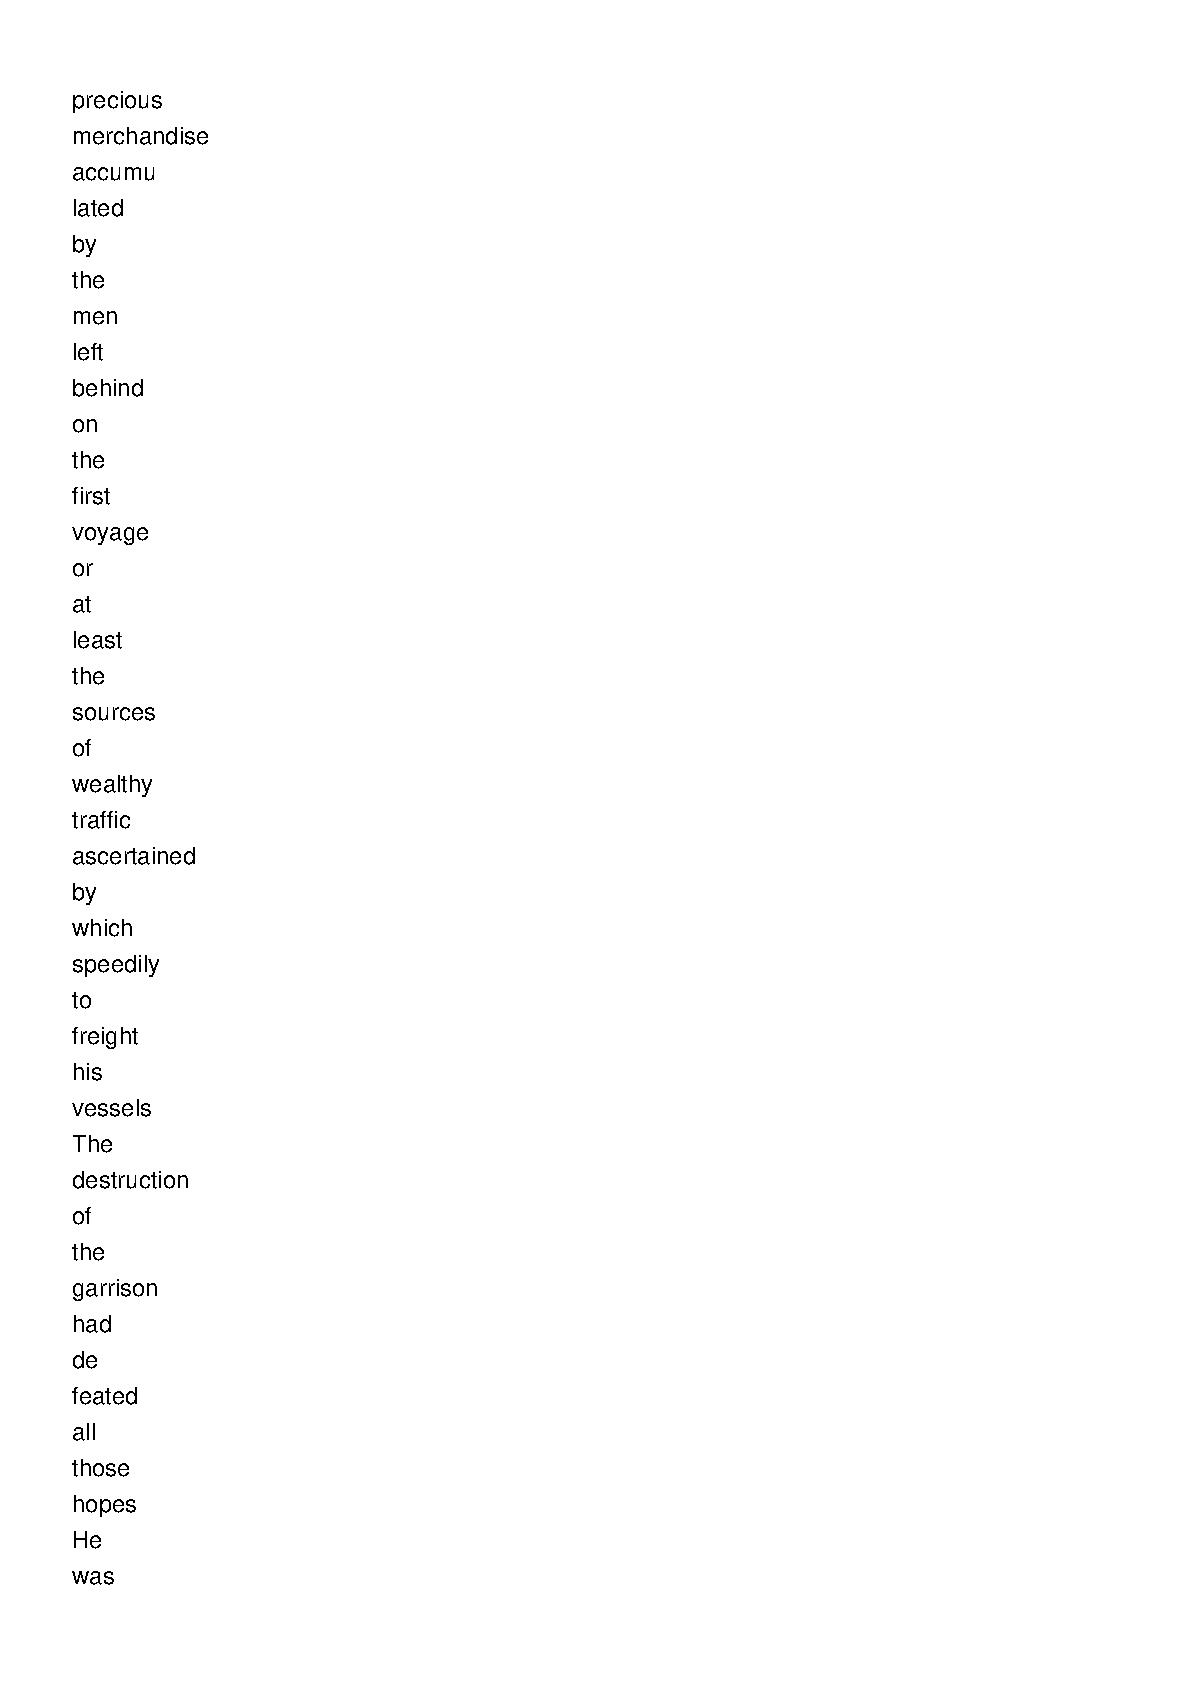 precious
merchandise
accumu
lated
by
the
men
left
behind
on
the
first
voyage
or
at
least
the
sources
of
wealthy
traffic
ascertained
by
which
speedily
to
freight
his
vessels
The
destruction
of
the
garrison
had
de
feated
all
those
hopes
He
was